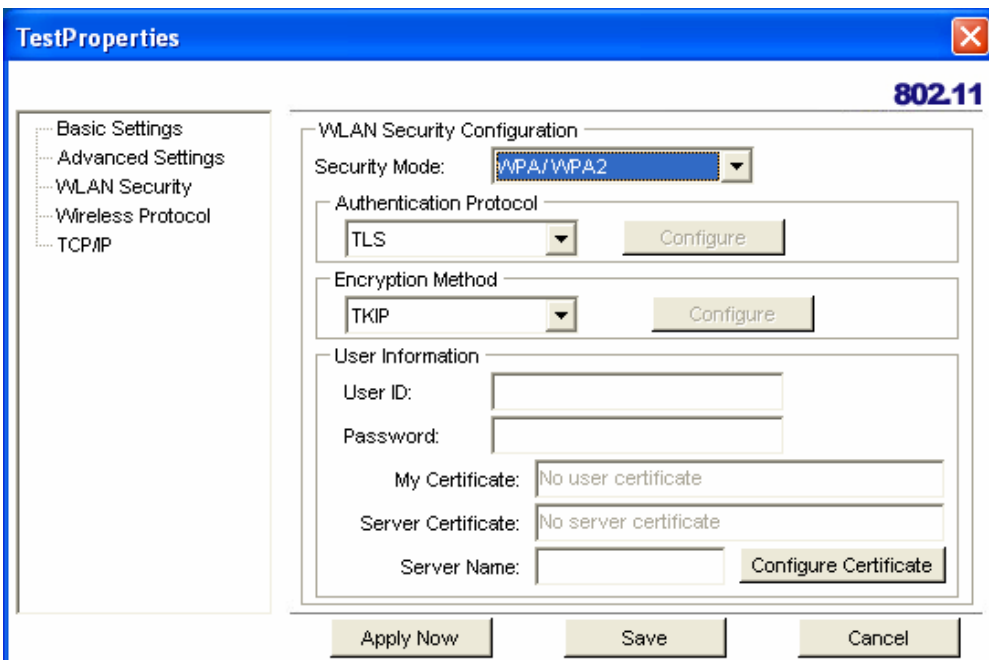 TestProperties
802.11
Basic Settings
Advanced Settings
WLAN Security
Wireless Protocol
TCP/IP
WLAN Security Configuration
Security Mode: WPA/WPA2
Authentication Protocol
TLS Configure
Encryption Method
TKIP Configure
User Information
User ID:
Password:
My Certificate: No user certificate
Server Certificate: No server certificate
Server Name: Configure Certificate
Apply Now Save Cancel